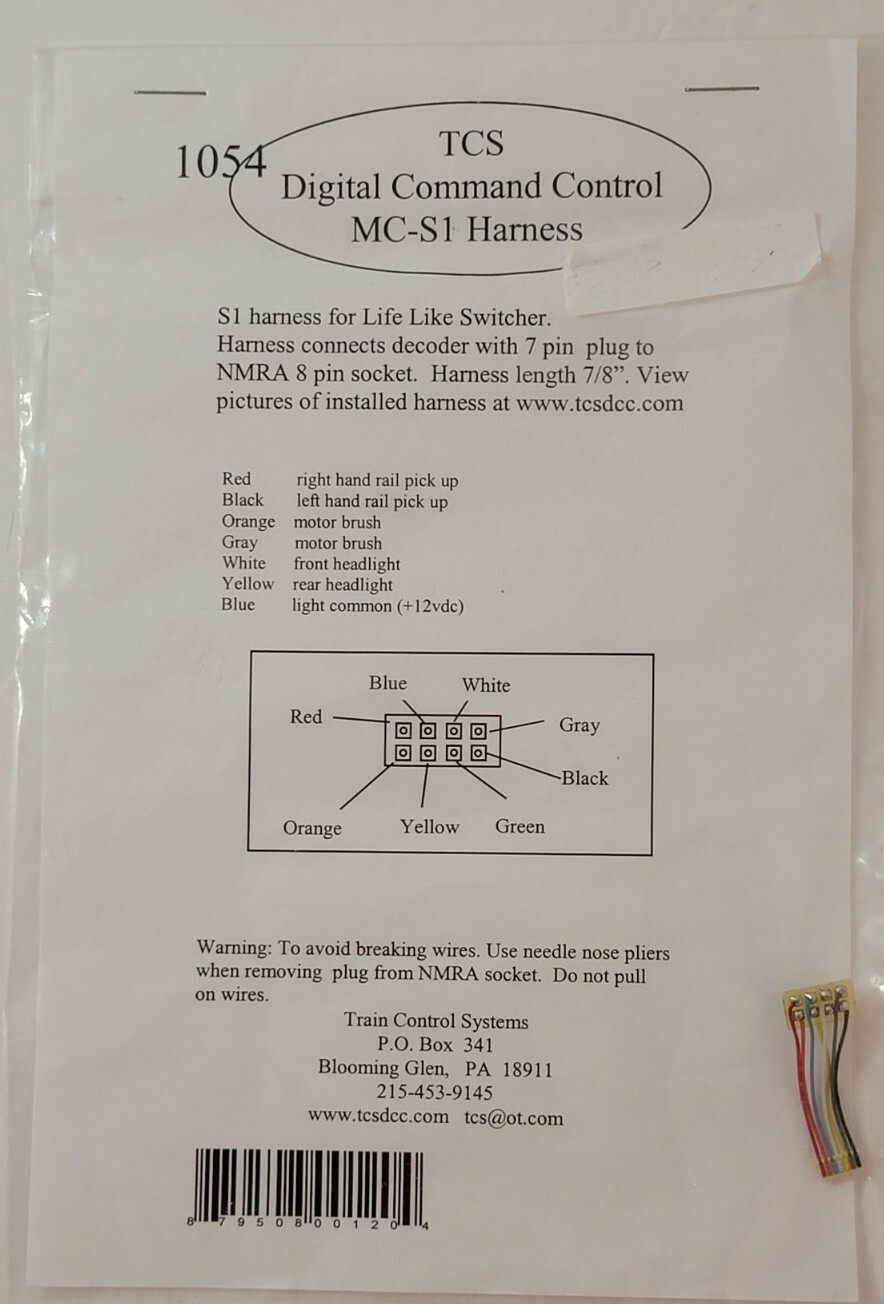 1054
TCS
Digital Command Control
MC-S1 Harness
S1 harness for Life Like Switcher.
Harness connects decoder with 7 pin plug to
NMRA 8 pin socket. Harness length 7/8”. View
pictures of installed harness at www.tcsdcc.com
Red right hand rail pick up
Black left hand rail pick up
Orange motor brush
Gray motor brush
White front headlight
Yellow rear headlight
Blue light common (+12vdc)
Blue White
Red Gray
Black
Orange Yellow Green
Warning: To avoid breaking wires. Use needle nose pliers
when removing plug from NMRA socket. Do not pull
on wires.
Train Control Systems
P.O. Box 341
Blooming Glen, PA 18911
215-453-9145
www.tcsdcc.com tcs@ot.com
8 79508 00120 4